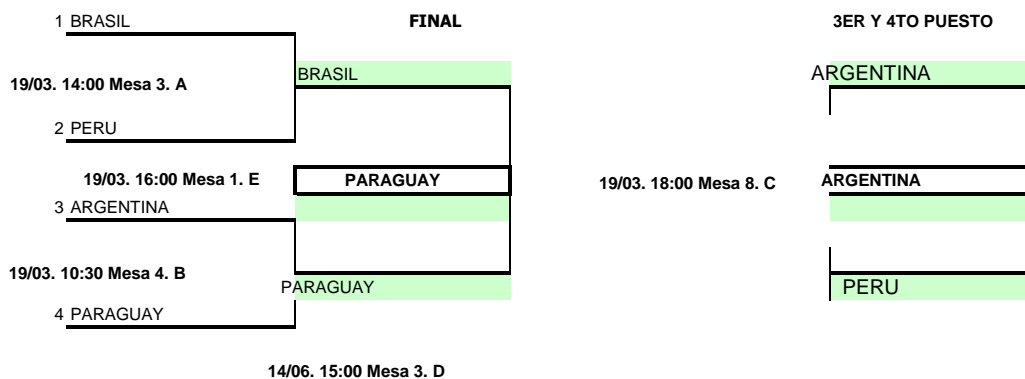 1 BRASIL
FINAL
3ER Y 4TO PUESTO
BRASIL
ARGENTINA
19/03. 14:00 Mesa 3. A
2 PERU
19/03. 16:00 Mesa 1. E
PARAGUAY
19/03. 18:00 Mesa 8. C
ARGENTINA
3 ARGENTINA
19/03. 10:30 Mesa 4. B
PARAGUAY
PERU
4 PARAGUAY
14/06. 15:00 Mesa 3. D